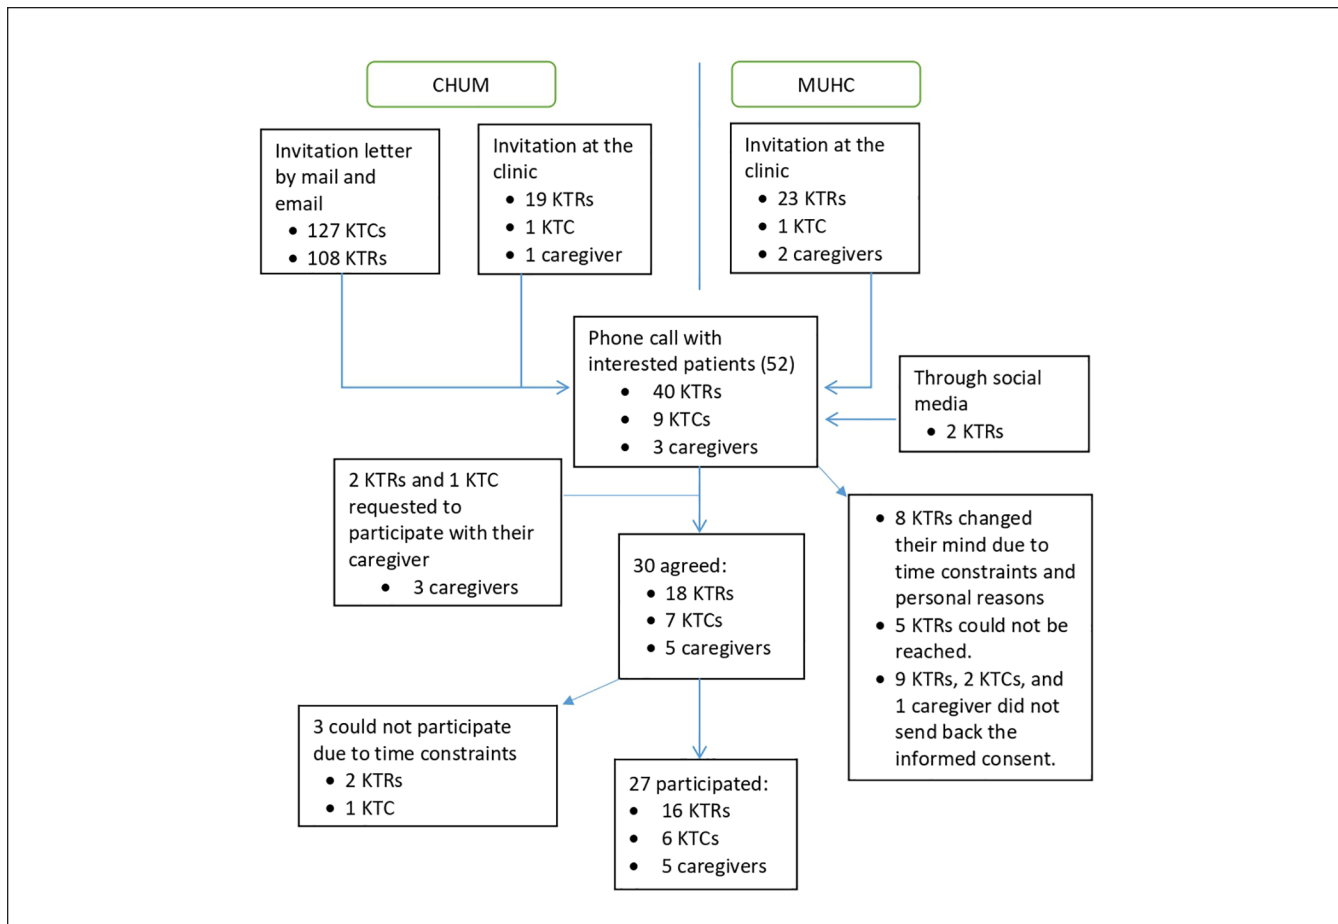 CHUM
MUHC
Invitation letter
by mail and
email
• 127 KTCs
• 108 KTRs
Invitation at the
clinic
• 19 KTRs
• 1 KTC
• 1 caregiver
Invitation at the
clinic
• 23 KTRs
• 1 KTC
• 2 caregivers
Phone call with
interested patients (52)
• 40 KTRs
• 9 KTCs
• 3 caregivers
Through social
media
• 2 KTRs
2 KTRs and 1 KTC
requested to
participate with their
caregiver
• 3 caregivers
• 8 KTRs changed
their mind due to
time constraints and
personal reasons
• 5 KTRs could not be
reached.
• 9 KTRs, 2 KTCs, and
1 caregiver did not
send back the
informed consent.
30 agreed:
• 18 KTRs
• 7 KTCs
• 5 caregivers
3 could not participate
due to time constraints
• 2 KTRs
• 1 KTC
27 participated:
• 16 KTRs
• 6 KTCs
• 5 caregivers